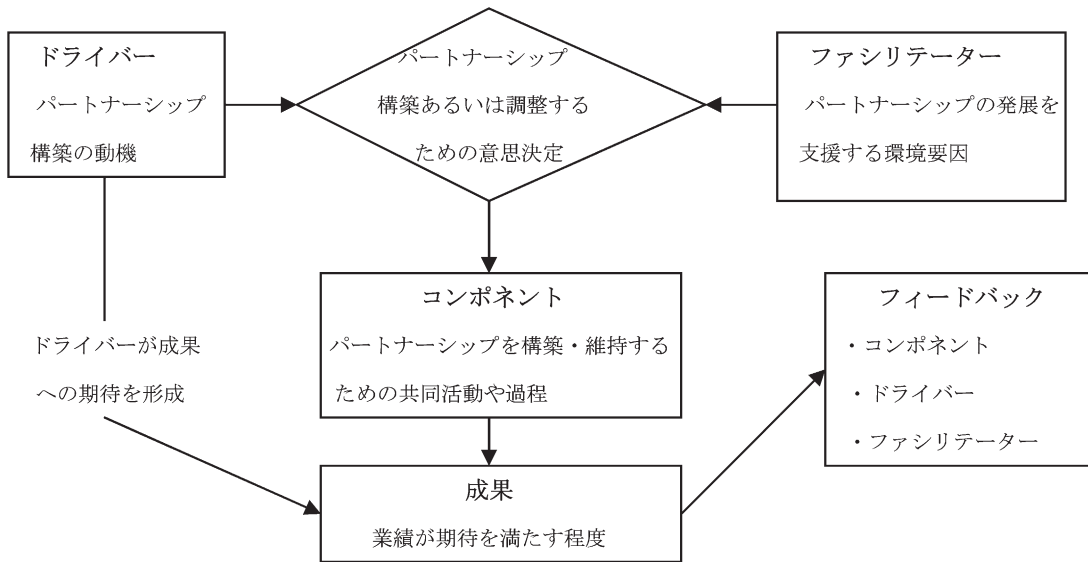 ドライバー
パートナーシップ
構築の動機
パートナーシップ
構築あるいは調整する
ための意思決定
ファシリテーター
パートナーシップの発展を
支援する環境要因
ドライバーが成果
への期待を形成
コンポネント
パートナーシップを構築・維持する
ための共同活動や過程
フィードバック
・コンポネント
・ドライバー
・ファシリテーター
成果
業績が期待を満たす程度